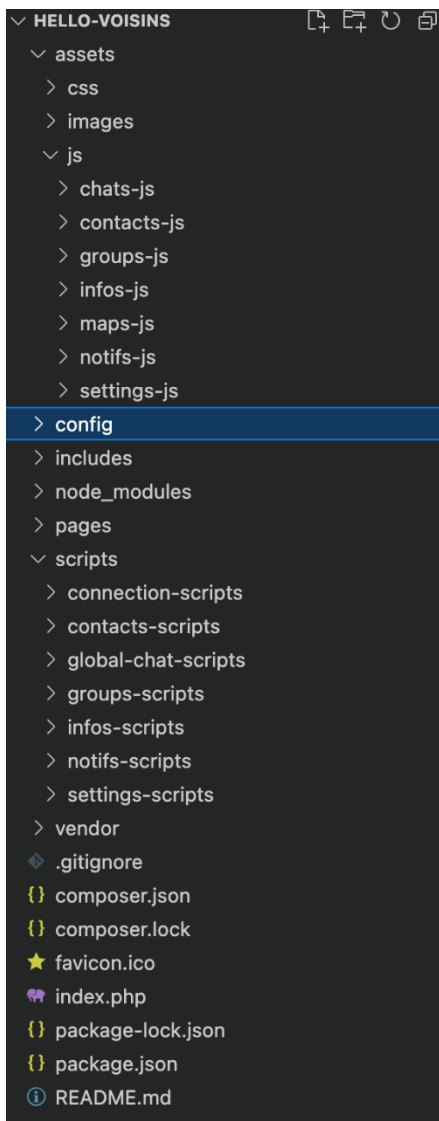 HELLO-VOISINS
assets
css
images
js
chats-js
contacts-js
groups-js
infos-js
maps-js
notifs-js
settings-js
config
includes
node_modules
pages
scripts
connection-scripts
contacts-scripts
global-chat-scripts
groups-scripts
infos-scripts
notifs-scripts
settings-scripts
vendor
.gitignore
{} composer.json
{} composer.lock
favicon.ico
index.php
{} package-lock.json
{} package.json
README.md